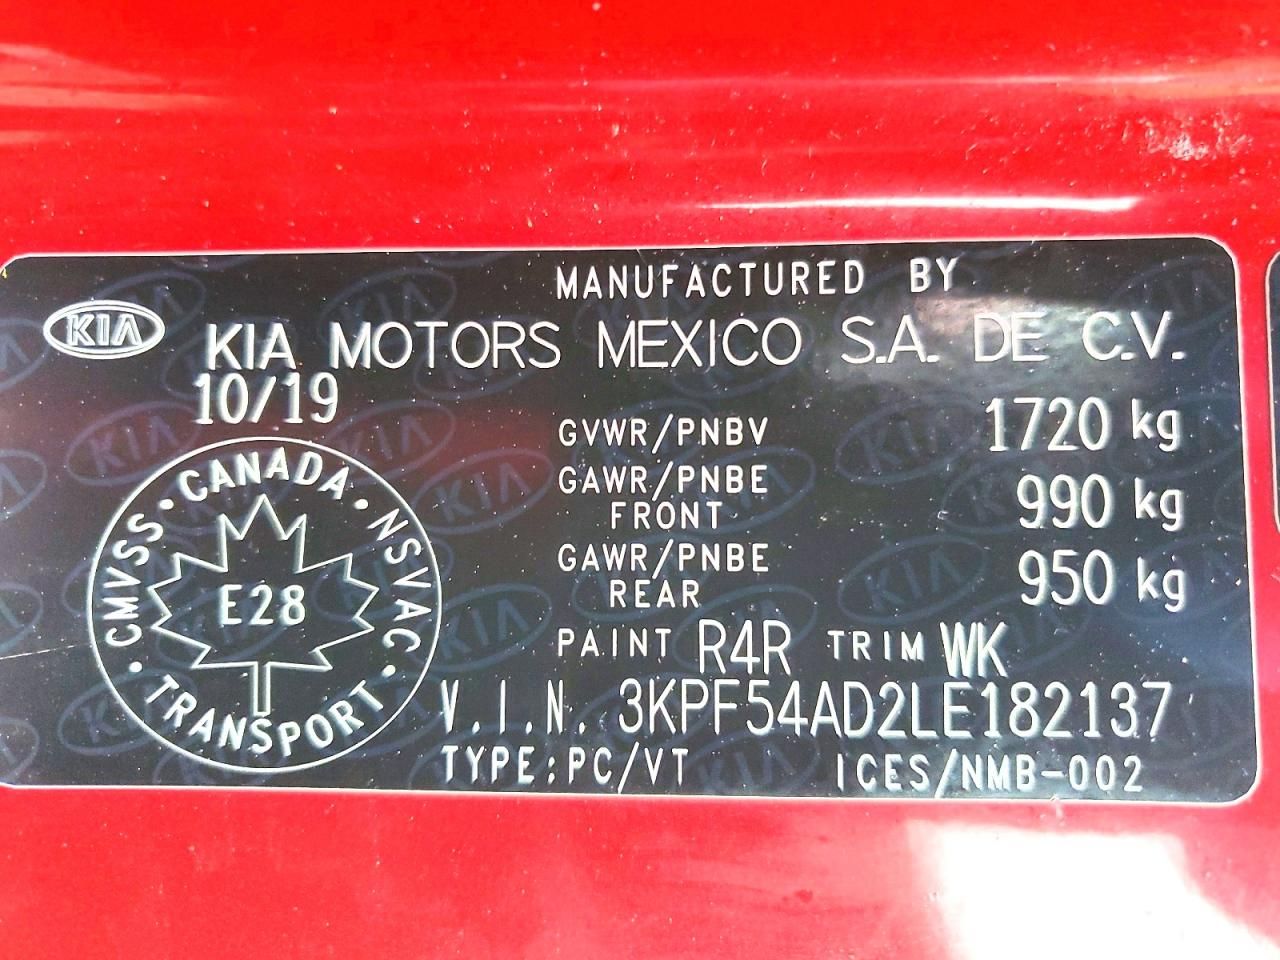 MANUFACTURED BY
KIA
KIA MOTORS MEXICO S.A. DE C.V.
10/19
GVWR/PNBV 1720 kg
GAWR/PNBE 990 kg
FRONT
GAWR/PNBE 950 kg
REAR
CANADA • NSVAC • TRANSPORT • CMVSS •
E28
PAINT R4R TRIM WK
V.I.N. 3KPF54AD2LE182137
TYPE:PC/VT ICES/NMB-002